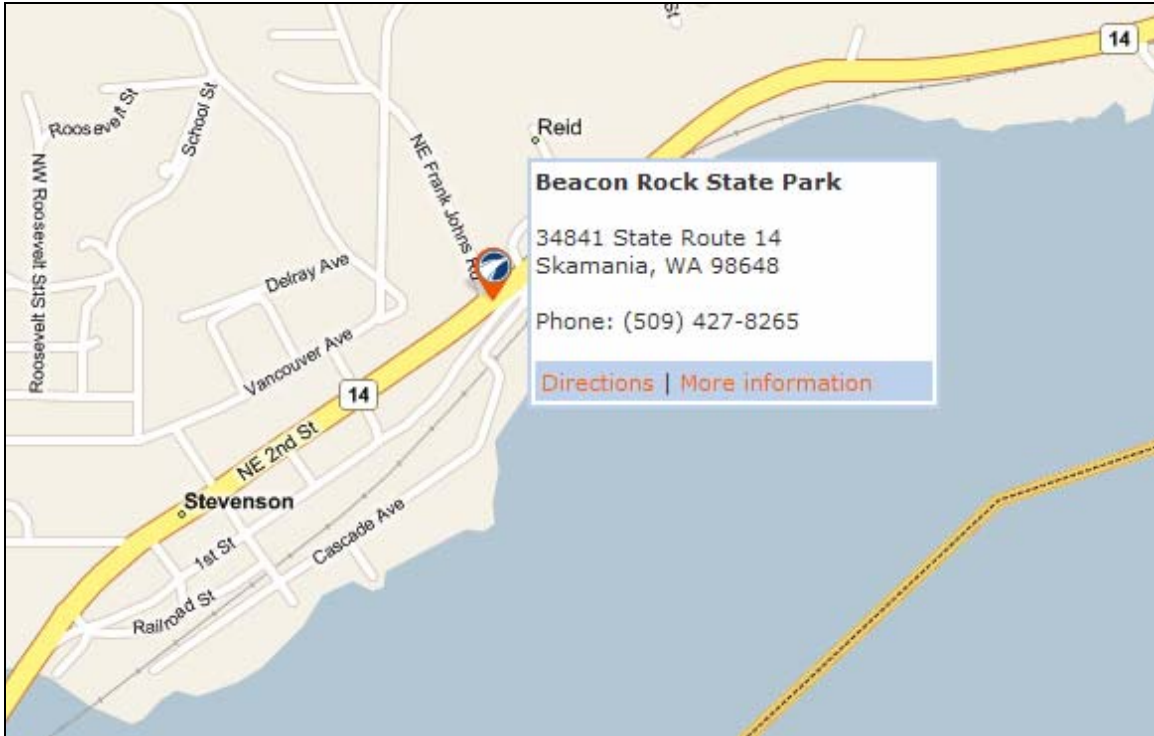 St
14
Roosevelt St
School St
Reid
NE Frank Johns Rd
NW Roosevelt St
Roosevelt St
Beacon Rock State Park
34841 State Route 14
Skamania, WA 98648
Phone: (509) 427-8265
Directions | More information
Delray Ave
Vancouver Ave
14
NE 2nd St
Stevenson
1st St
Cascade Ave
Railroad St